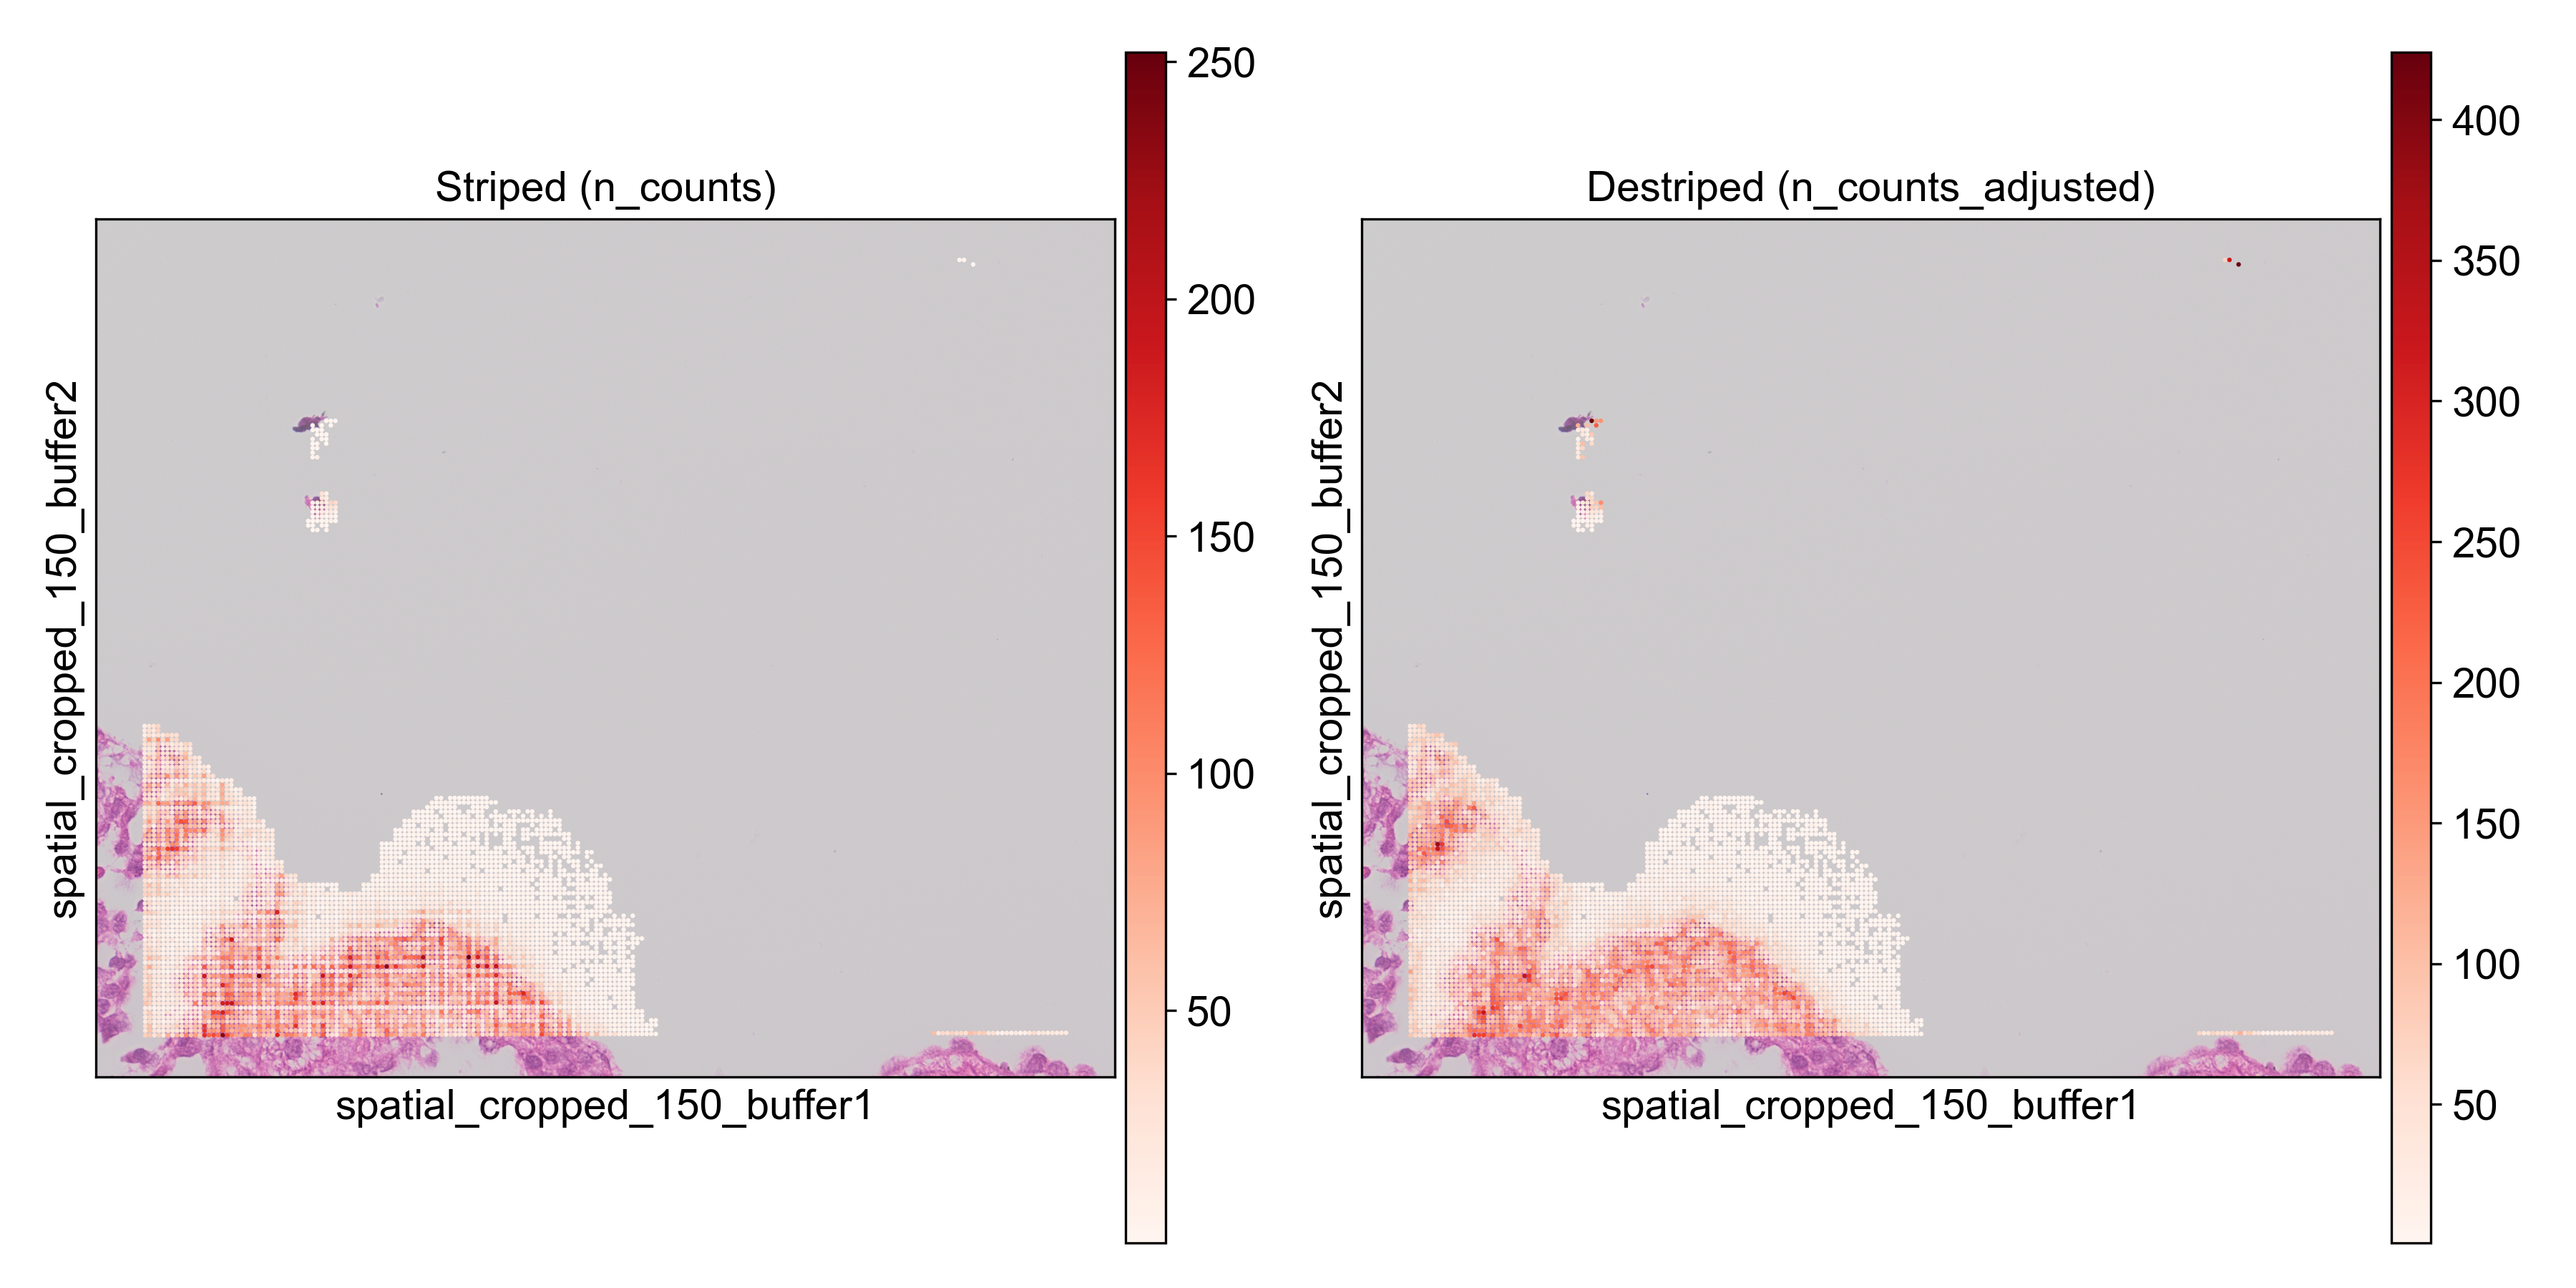 Striped (n_counts)
spatial_cropped_150_buffer2
spatial_cropped_150_buffer1
250
200
150
100
50
Destriped (n_counts_adjusted)
spatial_cropped_150_buffer2
spatial_cropped_150_buffer1
400
350
300
250
200
150
100
50